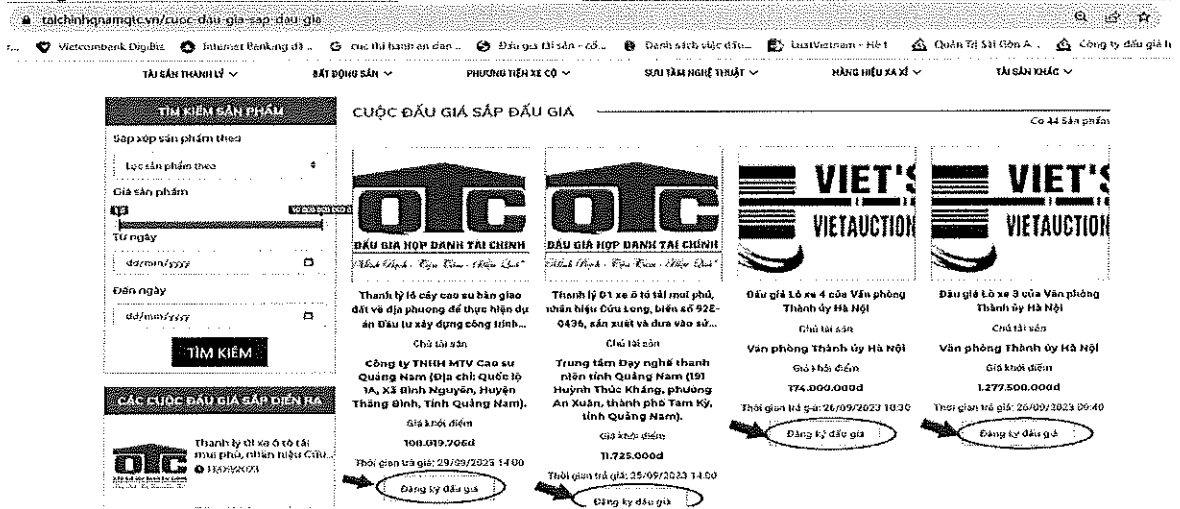 taichinhqnamqtc.vn/cuoc-dau-gia-sap-dau-gia
Vietcombank DigiBiz
Internet Banking dà ..
cuc thi hanh an dan ..
Đấu giá tài sản - cổ...
Danh sách việc đấu...
LuatVietnam - Hệ t
Quản Trị Sài Gòn A...
Công ty đấu giá h
TÀI SẢN THANH LÝ
BẤT ĐỘNG SẢN
PHƯƠNG TIỆN XE CỘ
SƯU TẦM NGHỆ THUẬT
HÀNG HIỆU XA XỈ
TÀI SẢN KHÁC
TÌM KIẾM SẢN PHẨM
Sắp xếp sản phẩm theo
Lọc sản phẩm theo
Giá sản phẩm
Từ ngày
dd/mm/yyyy
Đến ngày
dd/mm/yyyy
TÌM KIẾM
CÁC CUỘC ĐẤU GIÁ SẮP DIỄN RA
Thanh lý 01 xe ô tô tải
mui phủ, nhãn hiệu Cửu...
CUỘC ĐẤU GIÁ SẮP ĐẤU GIÁ
Có 44 Sản phẩm
QTC
ĐẤU GIÁ HỢP DANH TÀI CHÍNH
Thanh lý lô cây cao su bàn giao
đất về địa phương để thực hiện dự
án Đầu tư xây dựng công trình...
Chủ tài sản
Công ty TNHH MTV Cao su
Quảng Nam (Địa chỉ: Quốc lộ
1A, Xã Bình Nguyên, Huyện
Thăng Bình, Tỉnh Quảng Nam).
Giá khởi điểm
108.019.706đ
Thời gian trả giá: 29/09/2023 14:00
Đăng ký đấu giá
QTC
ĐẤU GIÁ HỢP DANH TÀI CHÍNH
Thanh lý 01 xe ô tô tải mui phủ,
nhãn hiệu Cửu Long, biển số 92E-
0436, sản xuất và đưa vào sử...
Chủ tài sản
Trung tâm Dạy nghề thanh
niên tỉnh Quảng Nam (191
Huỳnh Thúc Kháng, phường
An Xuân, thành phố Tam Kỳ,
tỉnh Quảng Nam).
Giá khởi điểm
11.725.000đ
Thời gian trả giá: 25/09/2023 14:00
Đăng ký đấu giá
VIET'S
VIETAUCTION
Đấu giá Lô xe 4 của Văn phòng
Thành ủy Hà Nội
Chủ tài sản
Văn phòng Thành ủy Hà Nội
Giá khởi điểm
774.000.000đ
Thời gian trả giá: 26/09/2023 10:30
Đăng ký đấu giá
VIET'S
VIETAUCTION
Đấu giá Lô xe 3 của Văn phòng
Thành ủy Hà Nội
Chủ tài sản
Văn phòng Thành ủy Hà Nội
Giá khởi điểm
1.277.500.000đ
Thời gian trả giá: 26/09/2023 09:40
Đăng ký đấu giá